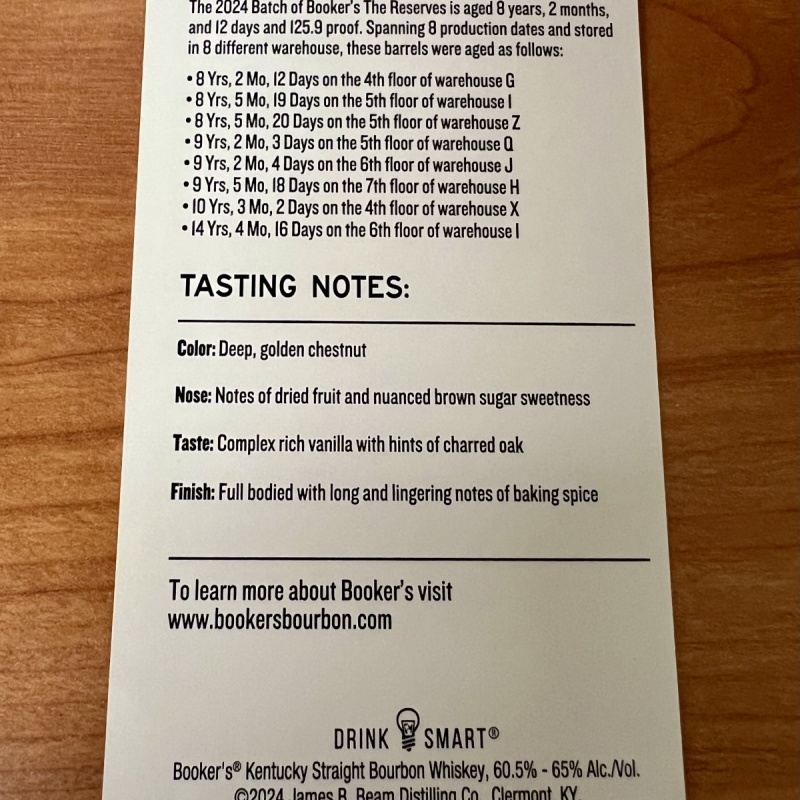 The 2024 Batch of Booker's The Reserves is aged 8 years, 2 months,
and 12 days and 125.9 proof. Spanning 8 production dates and stored
in 8 different warehouse, these barrels were aged as follows:
• 8 Yrs, 2 Mo, 12 Days on the 4th floor of warehouse G
• 8 Yrs, 5 Mo, 19 Days on the 5th floor of warehouse I
• 8 Yrs, 5 Mo, 20 Days on the 5th floor of warehouse Z
• 9 Yrs, 2 Mo, 3 Days on the 5th floor of warehouse Q
• 9 Yrs, 2 Mo, 4 Days on the 6th floor of warehouse J
• 9 Yrs, 5 Mo, 18 Days on the 7th floor of warehouse H
• 10 Yrs, 3 Mo, 2 Days on the 4th floor of warehouse X
• 14 Yrs, 4 Mo, 16 Days on the 6th floor of warehouse I
TASTING NOTES:
Color: Deep, golden chestnut
Nose: Notes of dried fruit and nuanced brown sugar sweetness
Taste: Complex rich vanilla with hints of charred oak
Finish: Full bodied with long and lingering notes of baking spice
To learn more about Booker's visit
www.bookersbourbon.com
DRINK SMART®
Booker's® Kentucky Straight Bourbon Whiskey, 60.5% - 65% Alc./Vol.
©2024 James B. Beam Distilling Co., Clermont, KY.